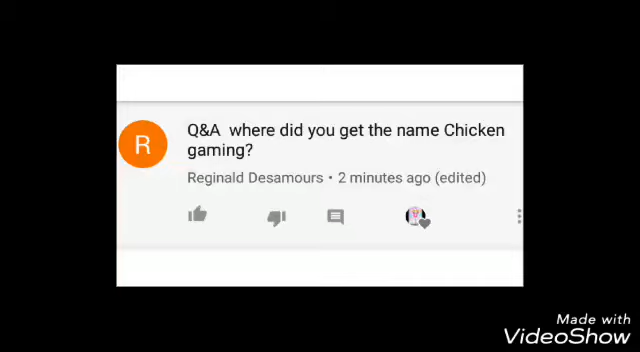 R
Q&A  where did you get the name Chicken
gaming?
Reginald Desamours • 2 minutes ago (edited)
Made with
VideoShow